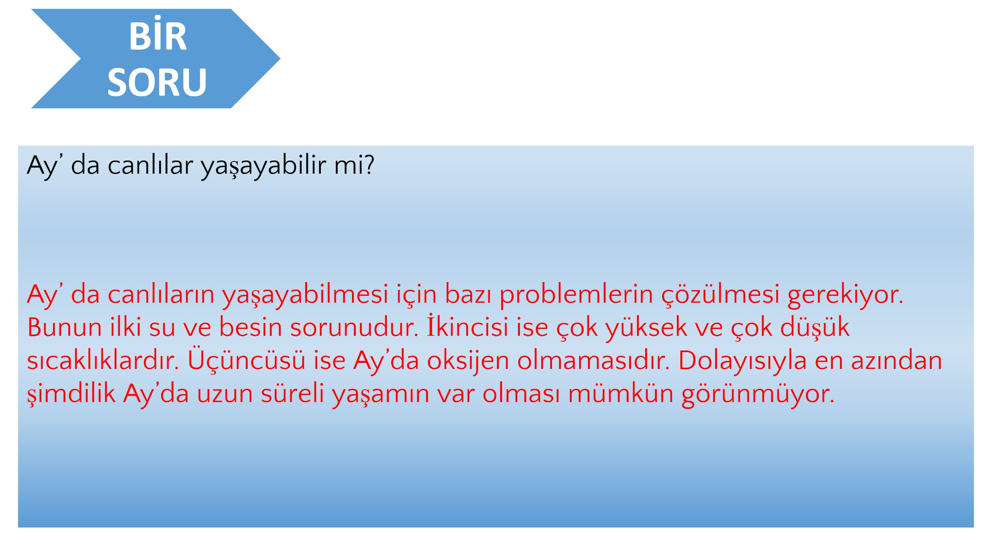 BİR
SORU
Ay’ da canlılar yaşayabilir mi?
Ay’ da canlıların yaşayabilmesi için bazı problemlerin çözülmesi gerekiyor.
Bunun ilki su ve besin sorunudur. İkincisi ise çok yüksek ve çok düşük
sıcaklıklardır. Üçüncüsü ise Ay’da oksijen olmamasıdır. Dolayısıyla en azından
şimdilik Ay’da uzun süreli yaşamın var olması mümkün görünmüyor.